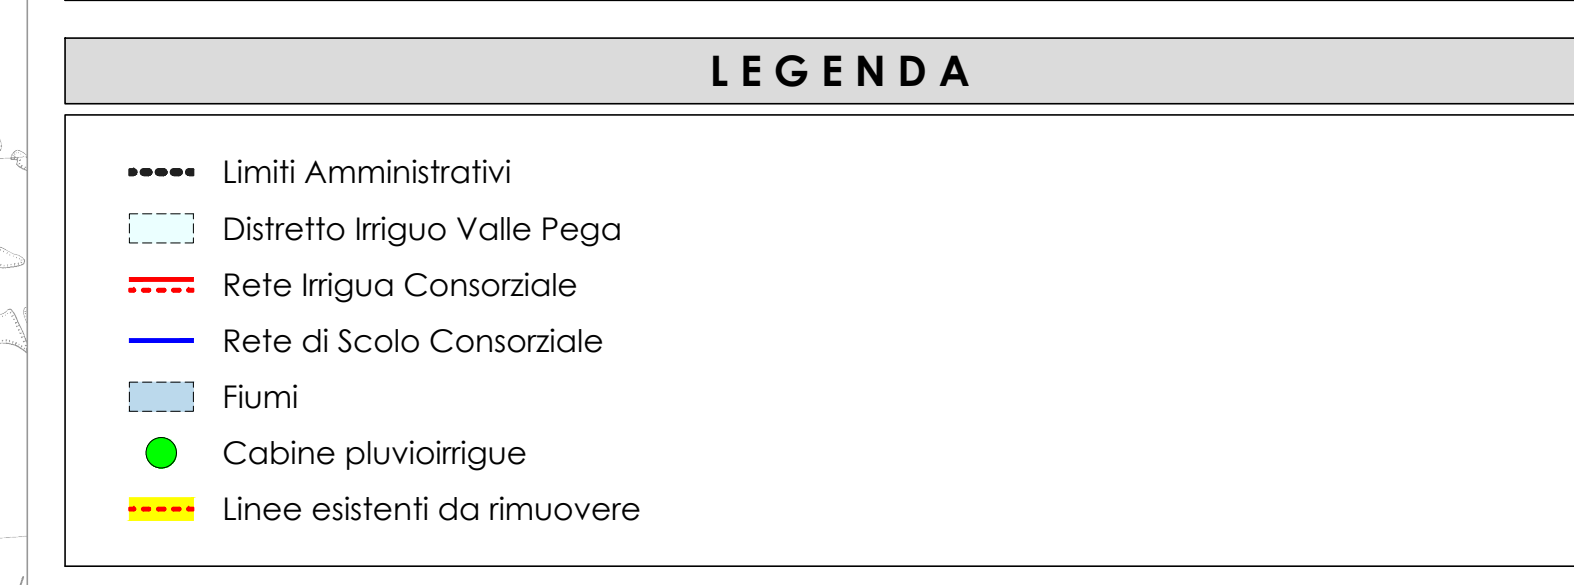 LEGENDA
Limiti Amministrativi
Distretto Irriguo Valle Pega
Rete Irrigua Consorziale
Rete di Scolo Consorziale
Fiumi
Cabine pluvioirrigue
Linee esistenti da rimuovere